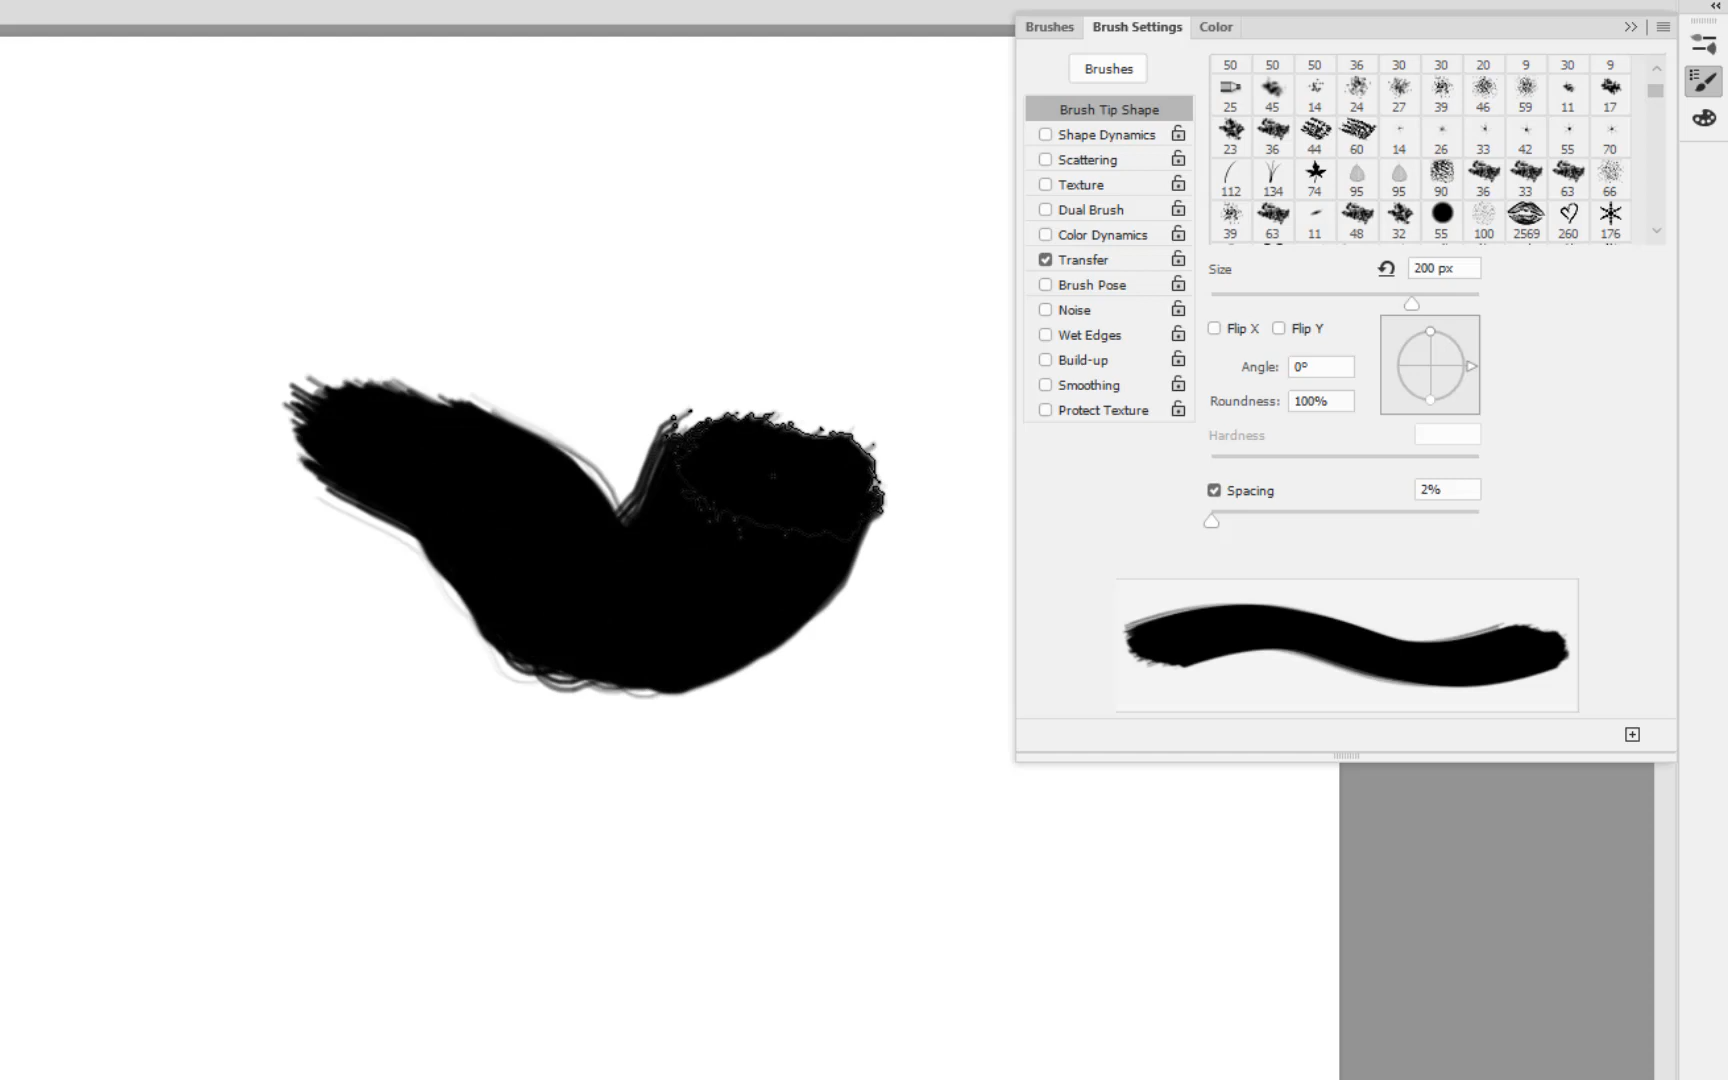 Brushes Brush Settings Color
Brushes
50 50 50 36 30 30 20 9 30 9
25 45 14 24 27 39 46 59 11 17
23 36 44 60 14 26 33 42 55 70
112 134 74 95 95 90 36 33 63 66
39 63 11 48 32 55 100 2569 260 176
Brush Tip Shape
Shape Dynamics
Scattering
Texture
Dual Brush
Color Dynamics
Transfer
Brush Pose
Noise
Wet Edges
Build-up
Smoothing
Protect Texture
Size 200 px
Flip X Flip Y
Angle: 0°
Roundness: 100%
Hardness
Spacing 2%